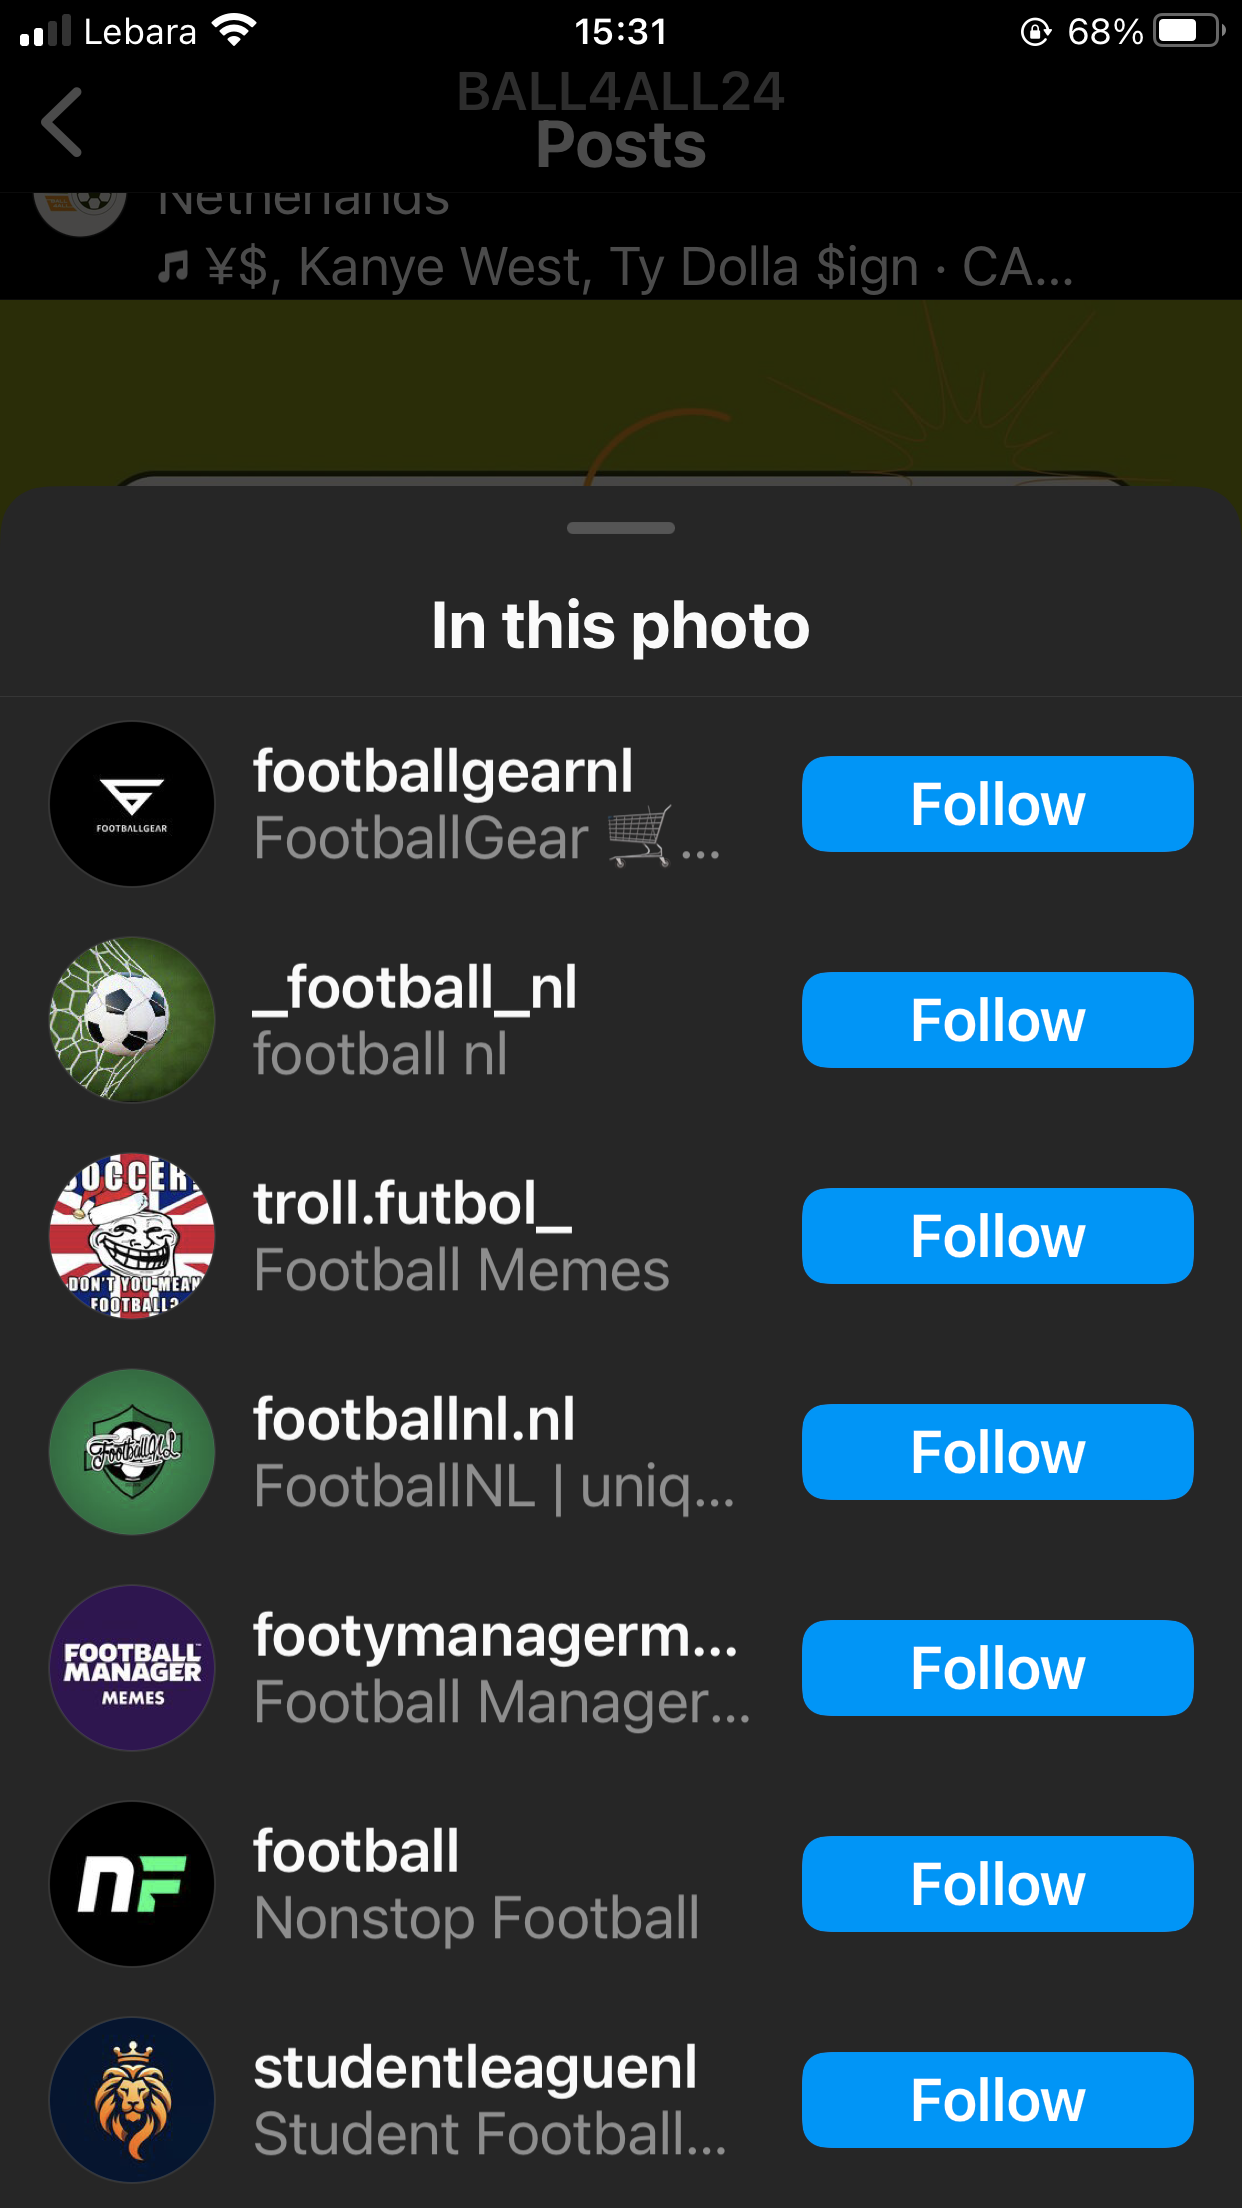 Lebara 15:31 68%
BALL4ALL24
Posts
Netherlands
¥$, Kanye West, Ty Dolla $ign · CA...
In this photo
FOOTBALLGEAR
footballgearnl
FootballGear 🛒...
Follow
_football_nl
football nl
Follow
SOCCER?
DON'T YOU MEAN
FOOTBALL?
troll.futbol_
Football Memes
Follow
FootballNL
footballnl.nl
FootballNL | uniq...
Follow
FOOTBALL
MANAGER
MEMES
footymanagerm...
Football Manager...
Follow
nF
football
Nonstop Football
Follow
studentleaguenl
Student Football...
Follow